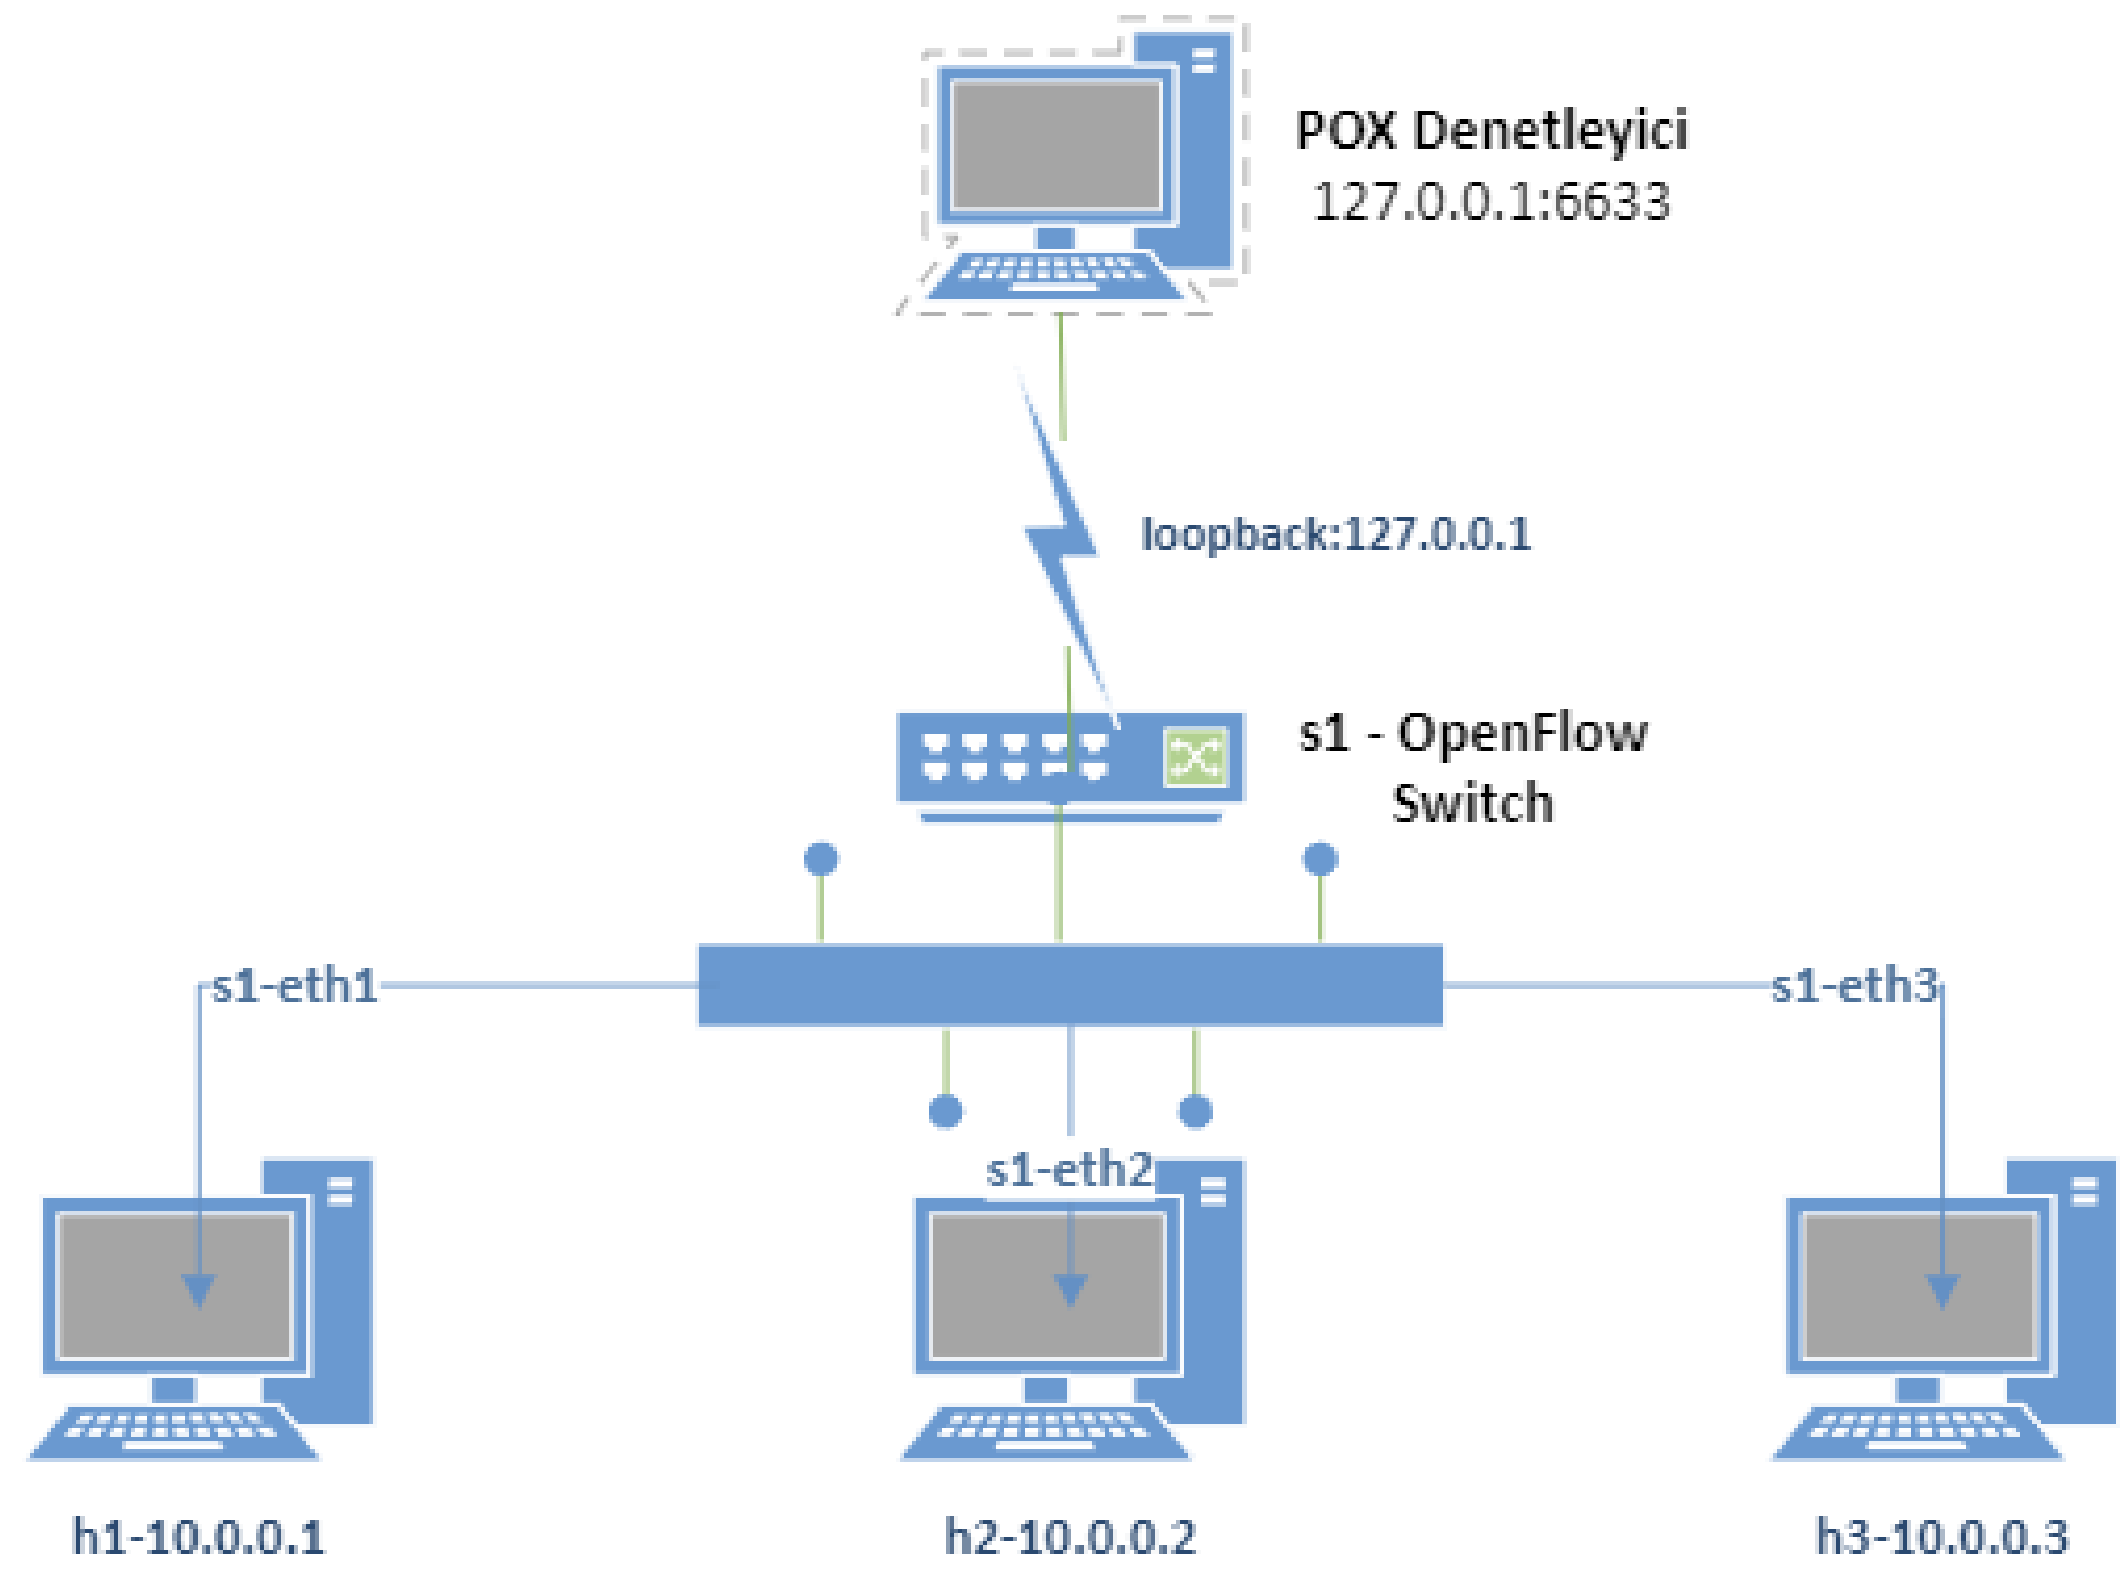 POX Denetleyici
127.0.0.1:6633
loopback:127.0.0.1
s1 - OpenFlow
Switch
s1-eth1
s1-eth3
s1-eth2
h1-10.0.0.1
h2-10.0.0.2
h3-10.0.0.3